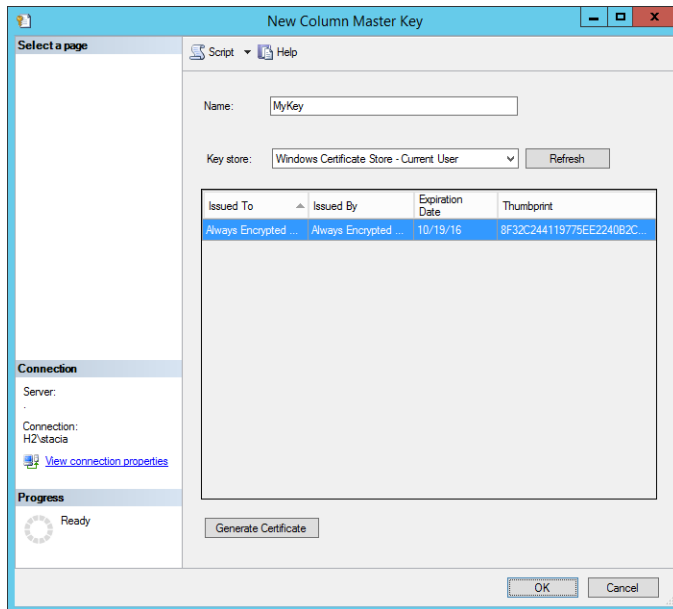 New Column Master Key
Select a page
Script Help
Name: MyKey
Key store: Windows Certificate Store - Current User Refresh
Issued To Issued By Expiration Date Thumbprint
Always Encrypted ... Always Encrypted ... 10/19/16 8F32C244119775EE2240B2C...
Connection
Server:
.
Connection:
H2\stacia
View connection properties
Progress
Ready
Generate Certificate
OK Cancel